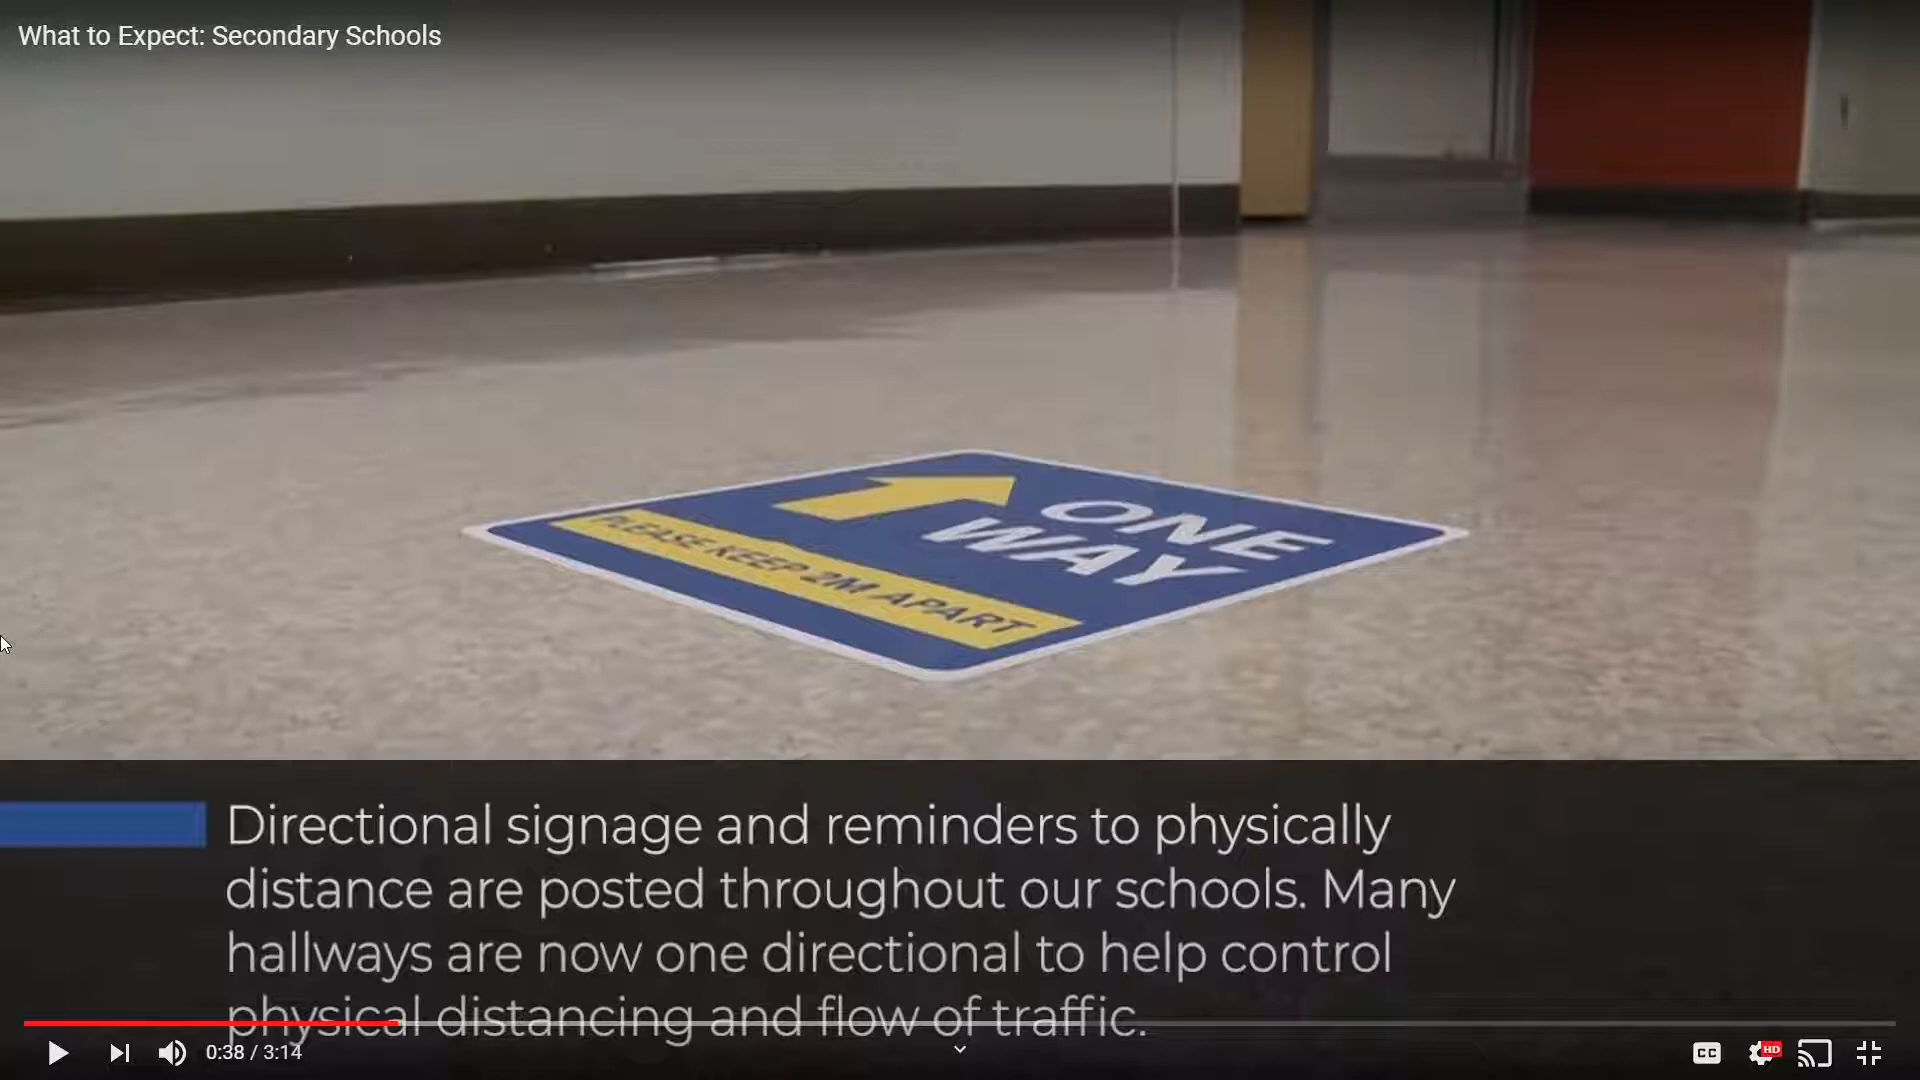 What to Expect: Secondary Schools
ONE
WAY
PLEASE KEEP 2M APART
Directional signage and reminders to physically
distance are posted throughout our schools. Many
hallways are now one directional to help control
physical distancing and flow of traffic.
0:38 / 3:14
CC
HD